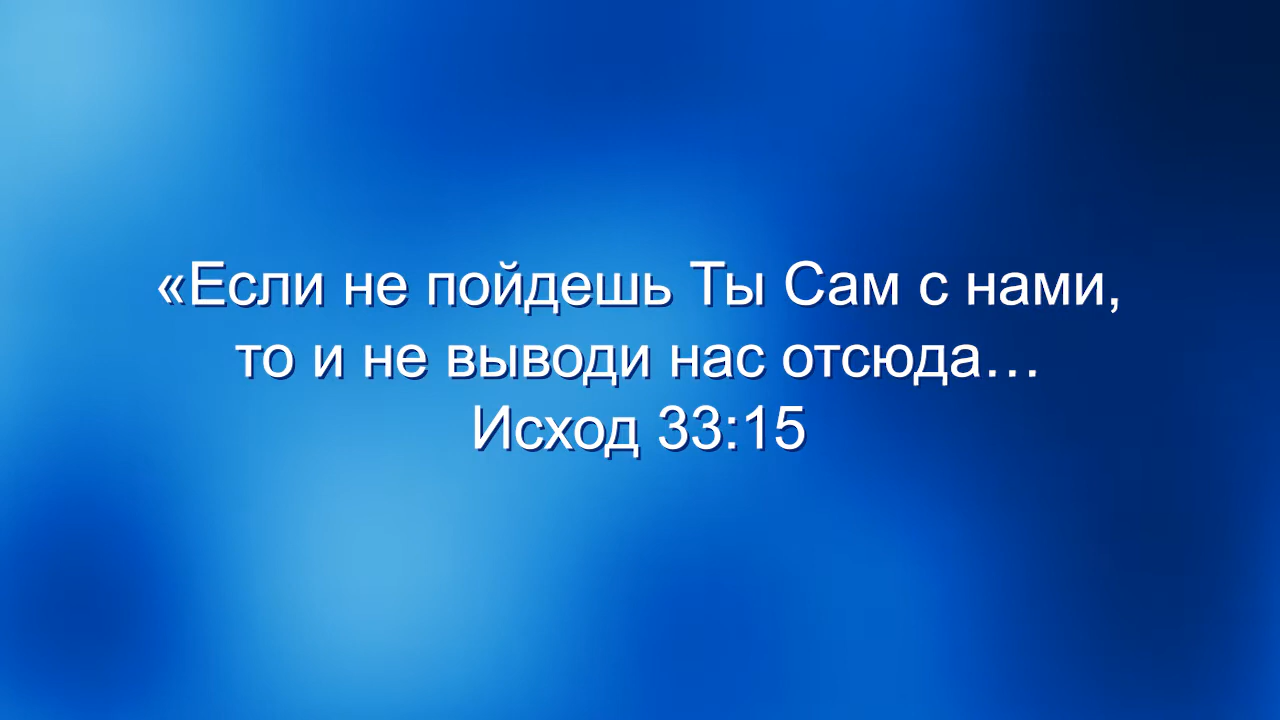 «Если не пойдешь Ты Сам с нами,
то и не выводи нас отсюда…
Исход 33:15